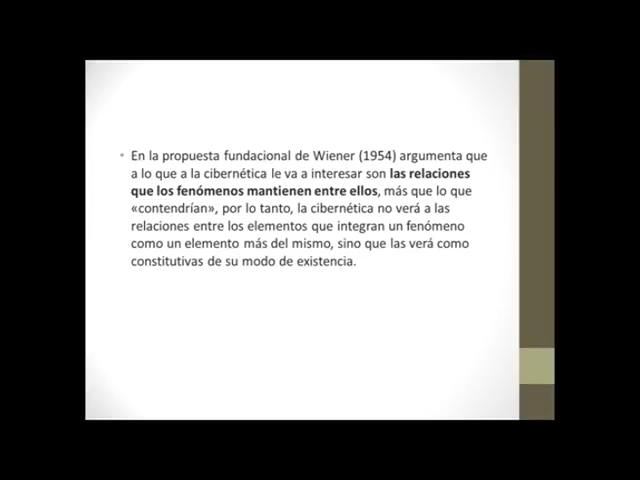 • En la propuesta fundacional de Wiener (1954) argumenta que
a lo que a la cibernética le va a interesar son las relaciones
que los fenómenos mantienen entre ellos, más que lo que
«contendrían», por lo tanto, la cibernética no verá a las
relaciones entre los elementos que integran un fenómeno
como un elemento más del mismo, sino que las verá como
constitutivas de su modo de existencia.